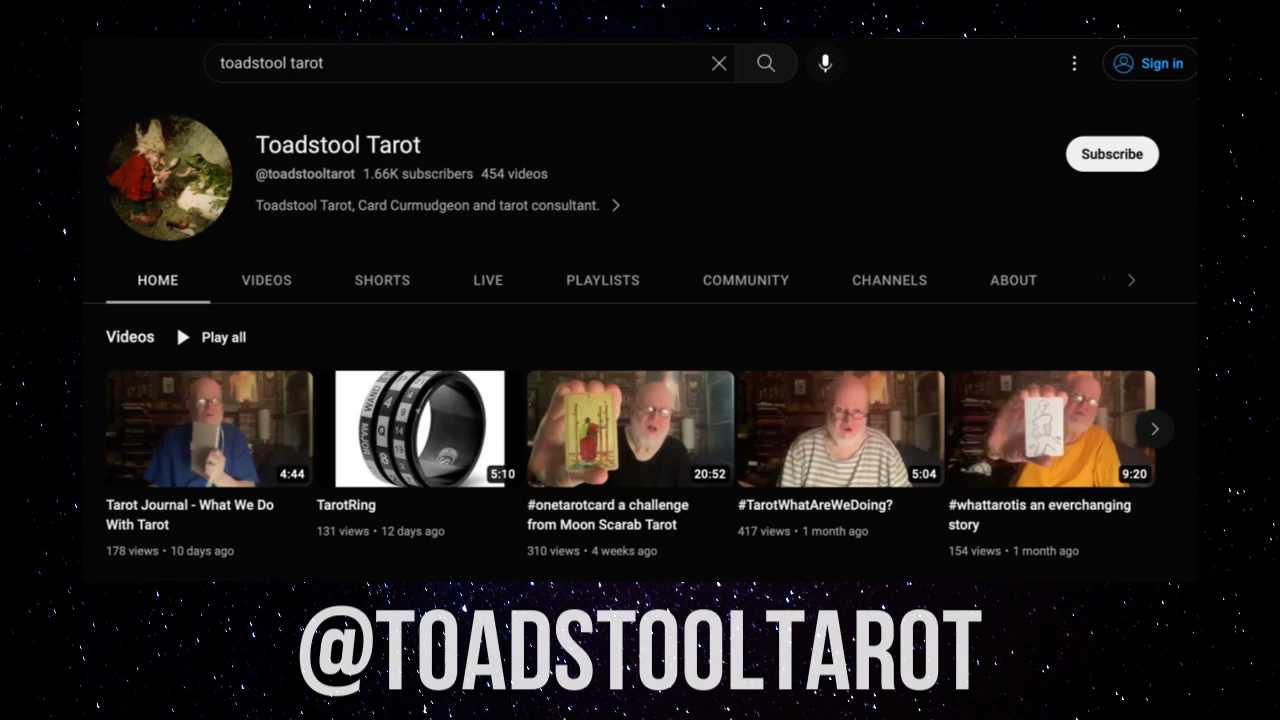 toadstool tarot
Sign in
Toadstool Tarot
@toadstooltarot 1.66K subscribers 454 videos
Toadstool Tarot, Card Curmudgeon and tarot consultant.
Subscribe
HOME VIDEOS SHORTS LIVE PLAYLISTS COMMUNITY CHANNELS ABOUT
Videos Play all
4:44
WAND
MAJOR
Q
14
5:10
20:52
5:04
9:20
Tarot Journal - What We Do
With Tarot
178 views • 10 days ago
TarotRing
131 views • 12 days ago
#onetarotcard a challenge
from Moon Scarab Tarot
310 views • 4 weeks ago
#TarotWhatAreWeDoing?
417 views • 1 month ago
#whattarotis an everchanging
story
154 views • 1 month ago
@TOADSTOOLTAROT